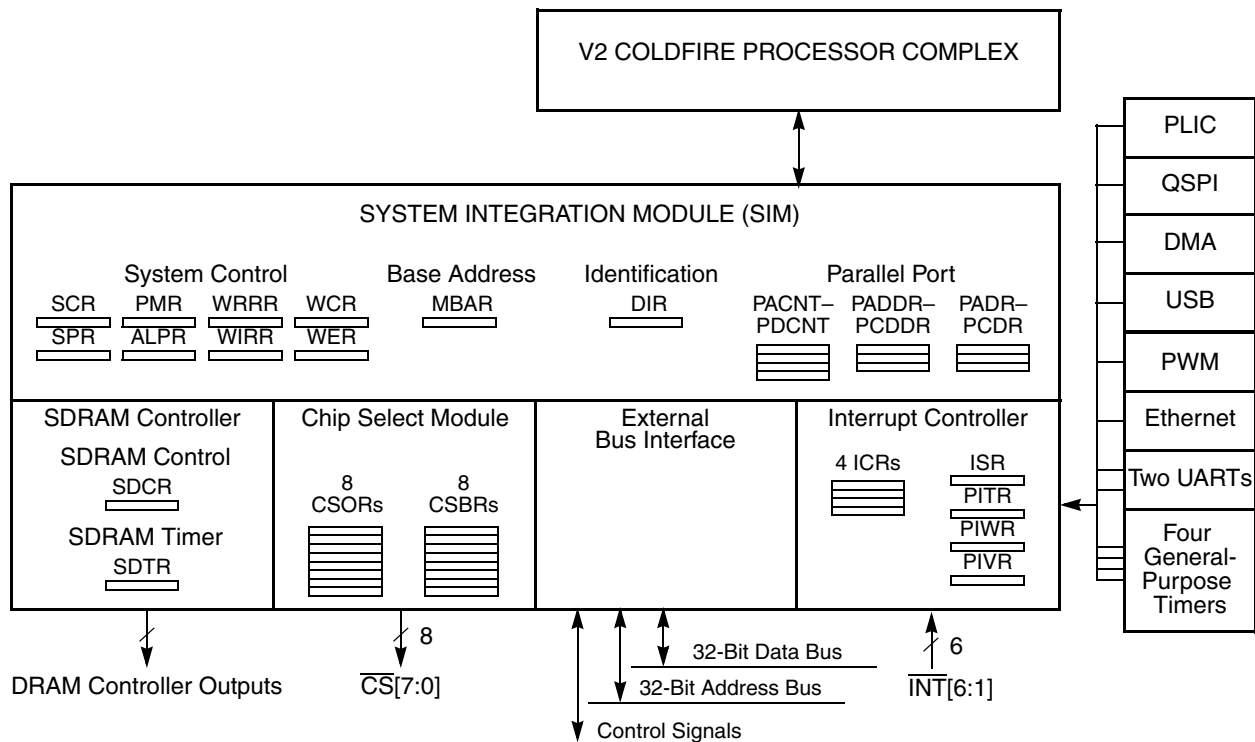 V2 COLDFIRE PROCESSOR COMPLEX
SYSTEM INTEGRATION MODULE (SIM)
System Control
SCR PMR WRRR WCR
SPR ALPR WIRR WER
Base Address
MBAR
Identification
DIR
Parallel Port
PACNT–
PDCNT
PADDR–
PCDDR
PADR–
PCDR
SDRAM Controller
SDRAM Control
SDCR
SDRAM Timer
SDTR
Chip Select Module
8
CSORs
8
CSBRs
External
Bus Interface
Interrupt Controller
4 ICRs
ISR
PITR
PIWR
PIVR
PLIC
QSPI
DMA
USB
PWM
Ethernet
Two UARTs
Four
General-
Purpose
Timers
DRAM Controller Outputs
8
CS[7:0]
32-Bit Data Bus
32-Bit Address Bus
Control Signals
6
INT[6:1]